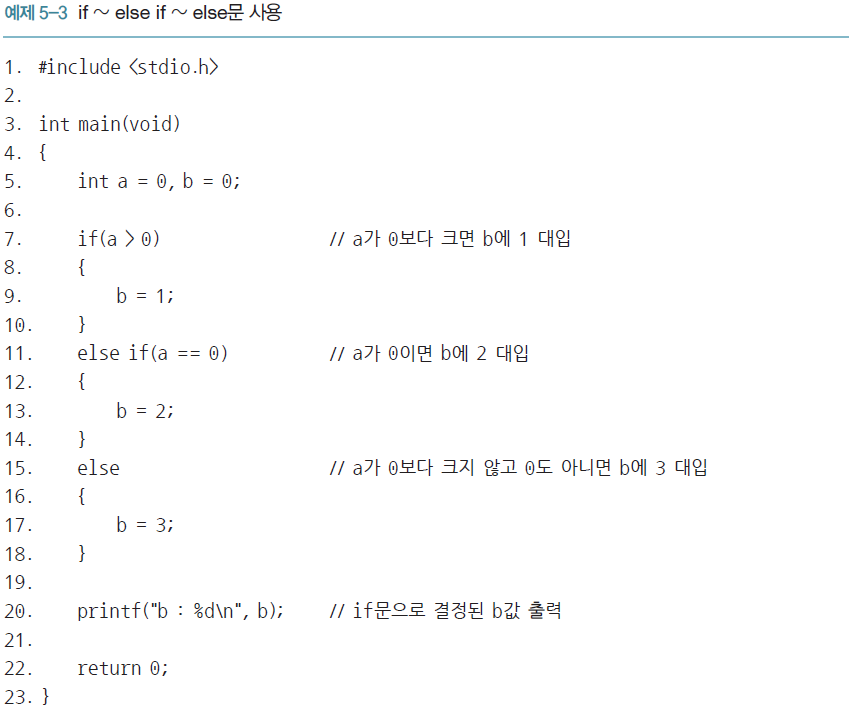 예제 5-3 if ~ else if ~ else문 사용
1. #include <stdio.h>
2.
3. int main(void)
4. {
5. int a = 0, b = 0;
6.
7. if(a > 0) // a가 0보다 크면 b에 1 대입
8. {
9. b = 1;
10. }
11. else if(a == 0) // a가 0이면 b에 2 대입
12. {
13. b = 2;
14. }
15. else // a가 0보다 크지 않고 0도 아니면 b에 3 대입
16. {
17. b = 3;
18. }
19.
20. printf("b : %d\n", b); // if문으로 결정된 b값 출력
21.
22. return 0;
23. }